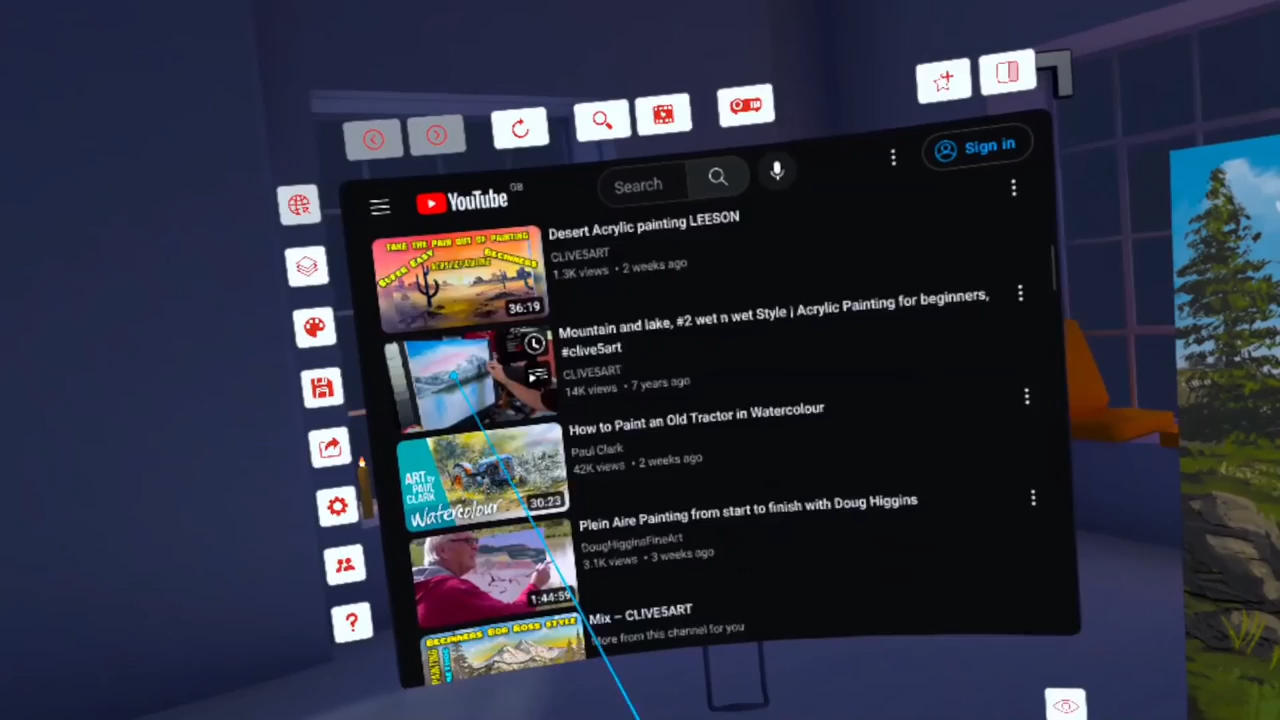 YouTube GB
Search
Sign in
TAKE THE PAIN OUT OF PAINTING
SUPER EASY
BEGINNERS
36:19
Desert Acrylic painting LEESON
CLIVE5ART
1.3K views • 2 weeks ago
Mountain and lake, #2 wet n wet Style | Acrylic Painting for beginners,
#clive5art
CLIVE5ART
14K views • 7 years ago
ART by
PAUL
CLARK
Watercolour
30:23
How to Paint an Old Tractor in Watercolour
Paul Clark
42K views • 2 weeks ago
1:44:59
Plein Aire Painting from start to finish with Doug Higgins
DougHigginsFineArt
3.1K views • 3 weeks ago
BEGINNERS BOB ROSS STYLE
PAINTING
Mix – CLIVE5ART
More from this channel for you
?